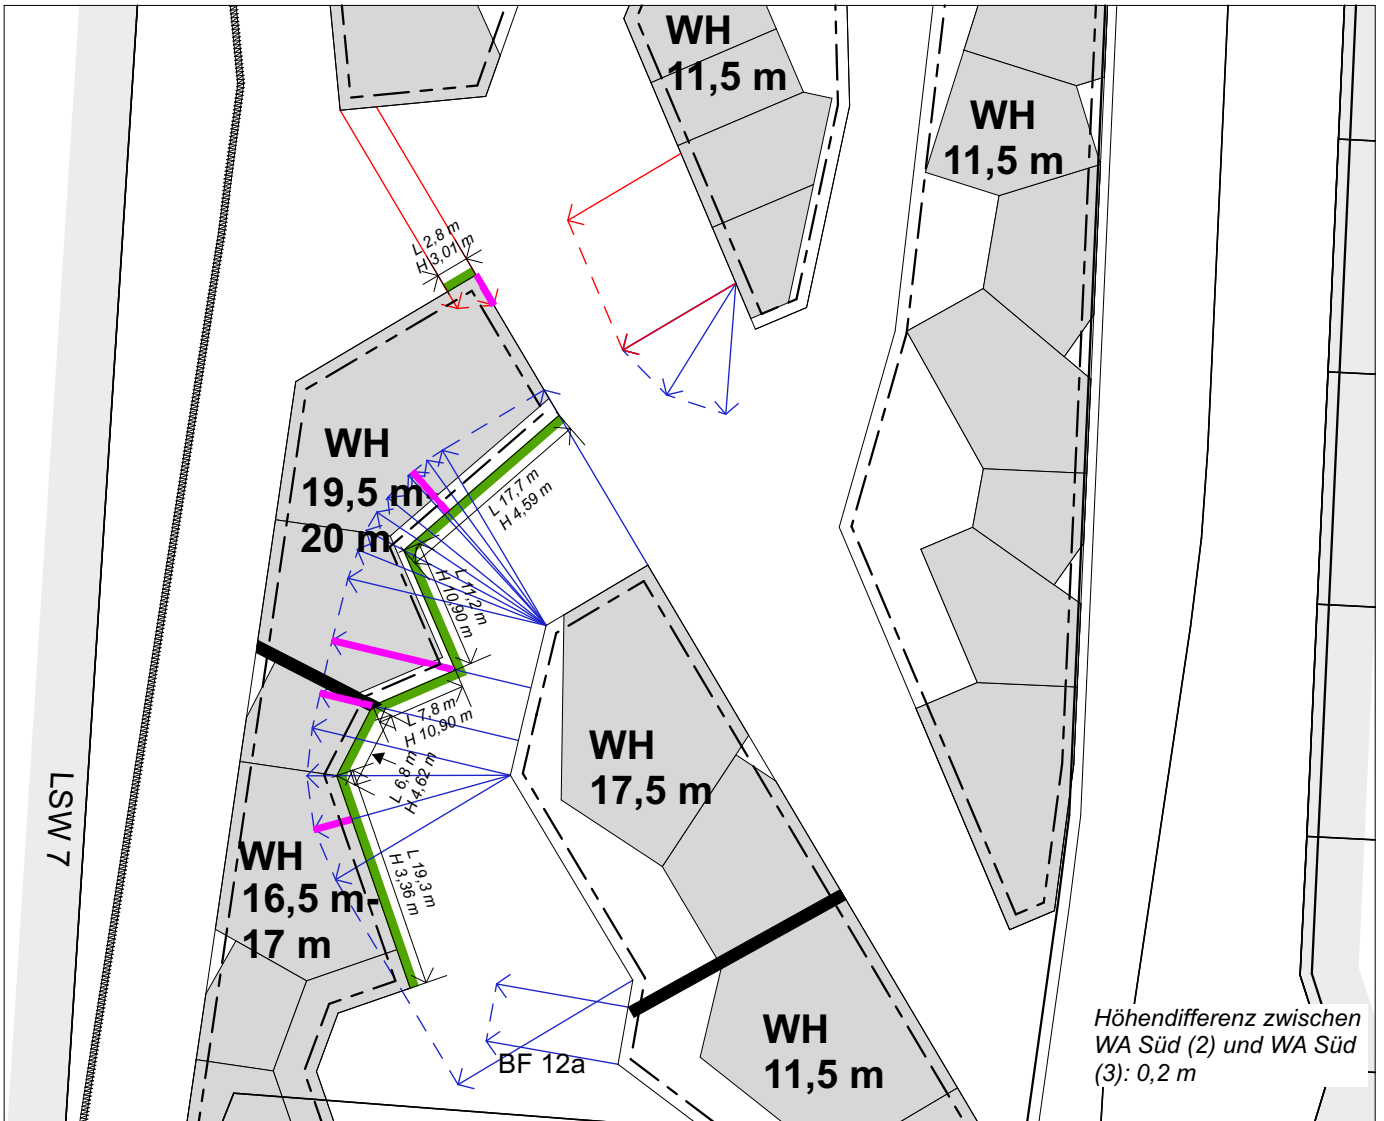 WH
11,5 m
WH
11,5 m
L 2,8 m
H 3,01 m
WH
19,5 m-
20 m
L 17,7 m
H 4,59 m
L 11,2 m
H 10,90 m
L 7,8 m
H 10,90 m
L 6,8 m
H 4,62 m
WH
17,5 m
LSW 7
WH
16,5 m-
17 m
L 19,3 m
H 3,36 m
BF 12a
WH
11,5 m
Höhendifferenz zwischen
WA Süd (2) und WA Süd
(3): 0,2 m